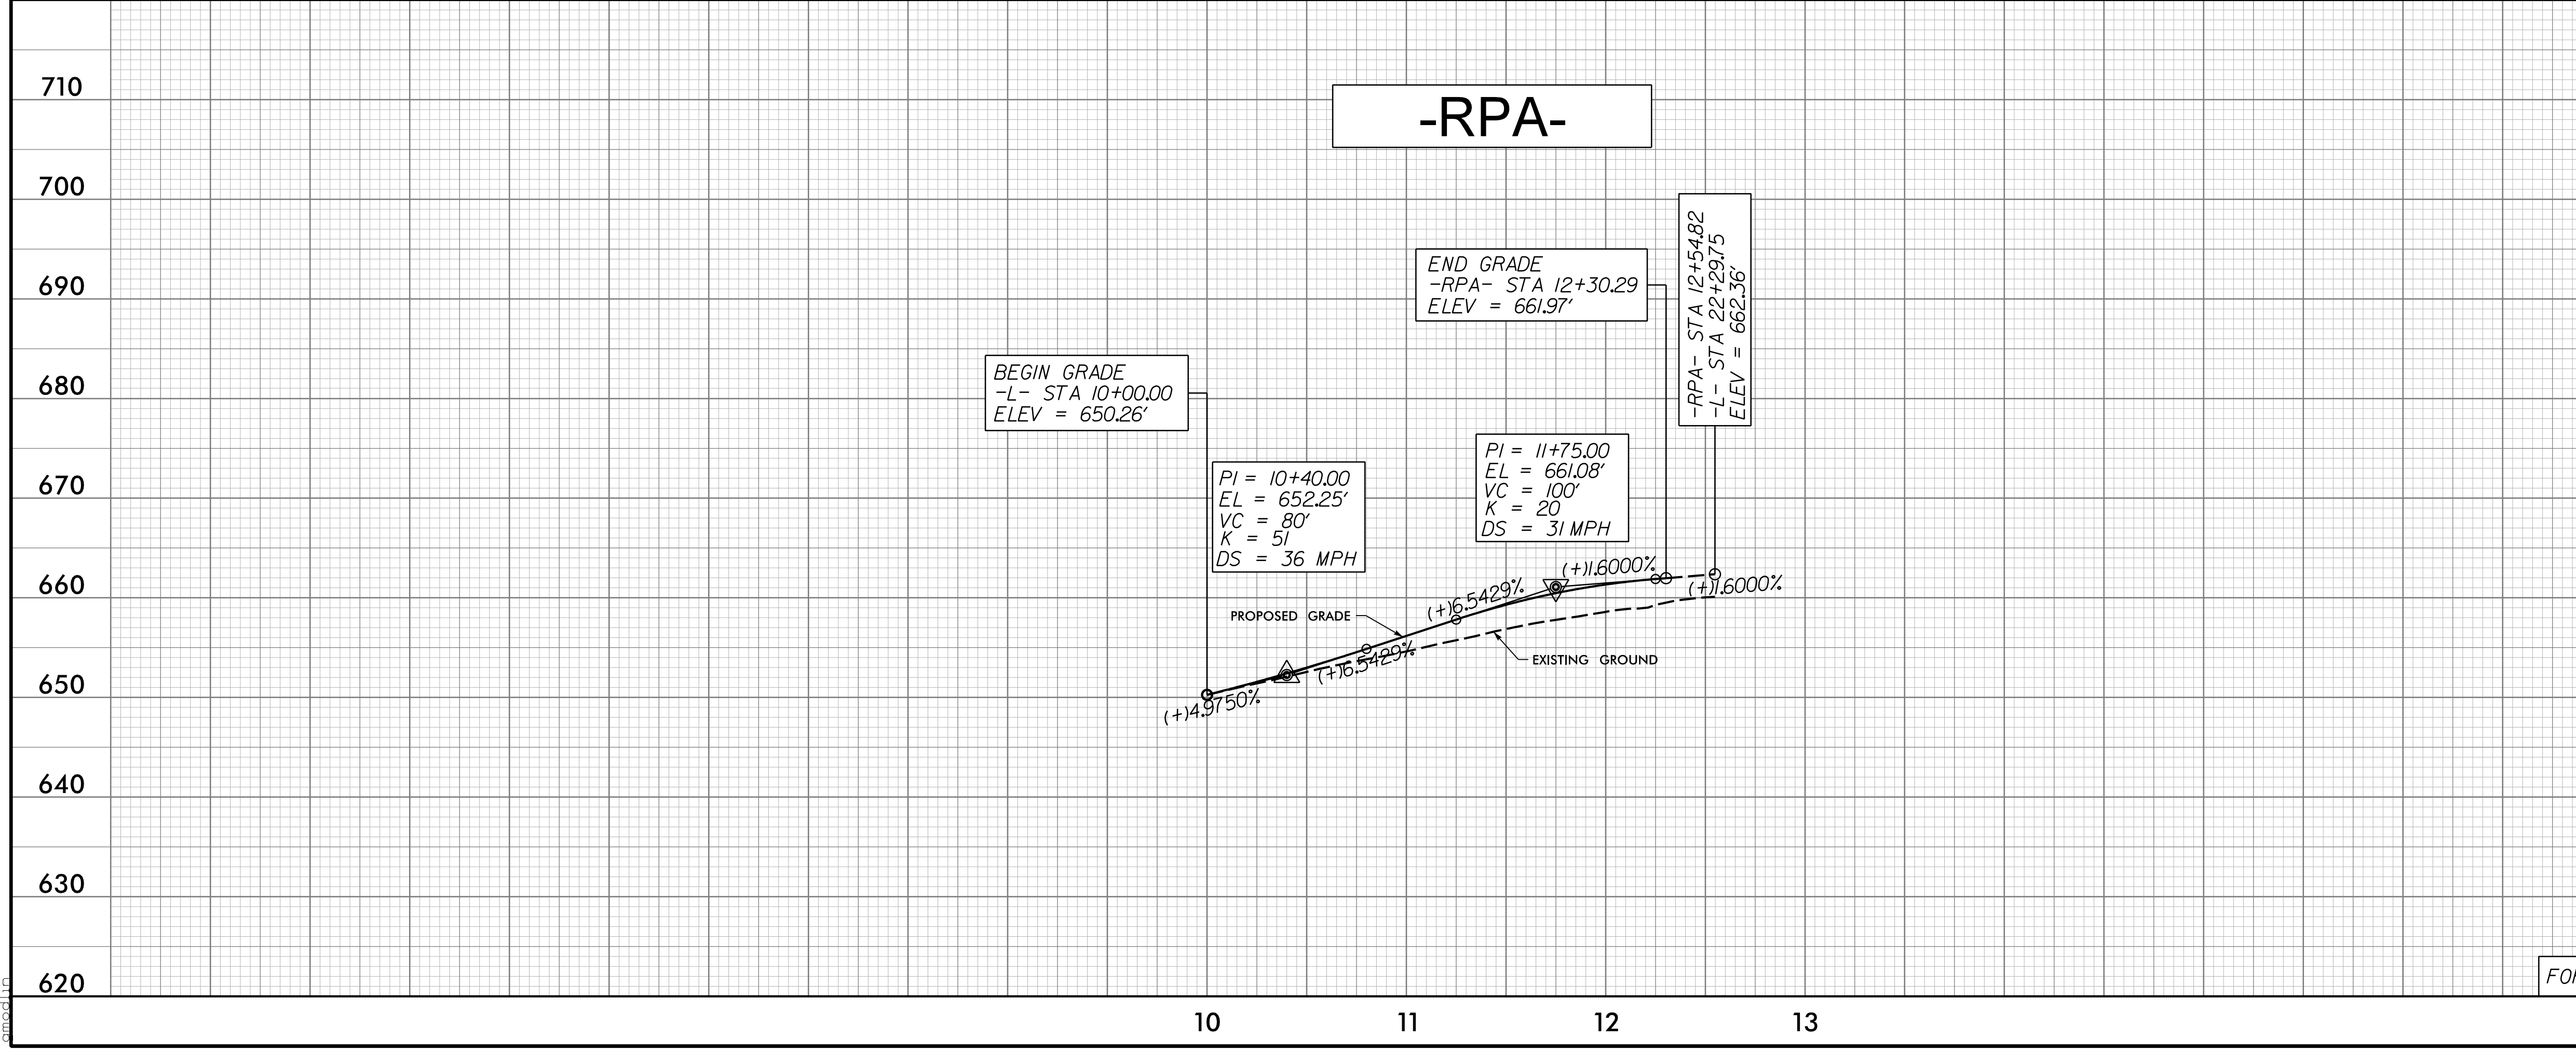 710
700
690
680
670
660
650
640
630
620
-RPA-
BEGIN GRADE
-L- STA 10+00.00
ELEV = 650.26'
END GRADE
-RPA- STA 12+30.29
ELEV = 661.97'
-RPA- STA 12+54.82
-L- STA 22+29.75
ELEV = 662.36'
PI = 10+40.00
EL = 652.25'
VC = 80'
K = 51
DS = 36 MPH
PI = 11+75.00
EL = 661.08'
VC = 100'
K = 20
DS = 31 MPH
(+)4.9750%
(+)6.5429%
(+)6.5429%
(+)1.6000%
(+)1.6000%
PROPOSED GRADE
EXISTING GROUND
10
11
12
13